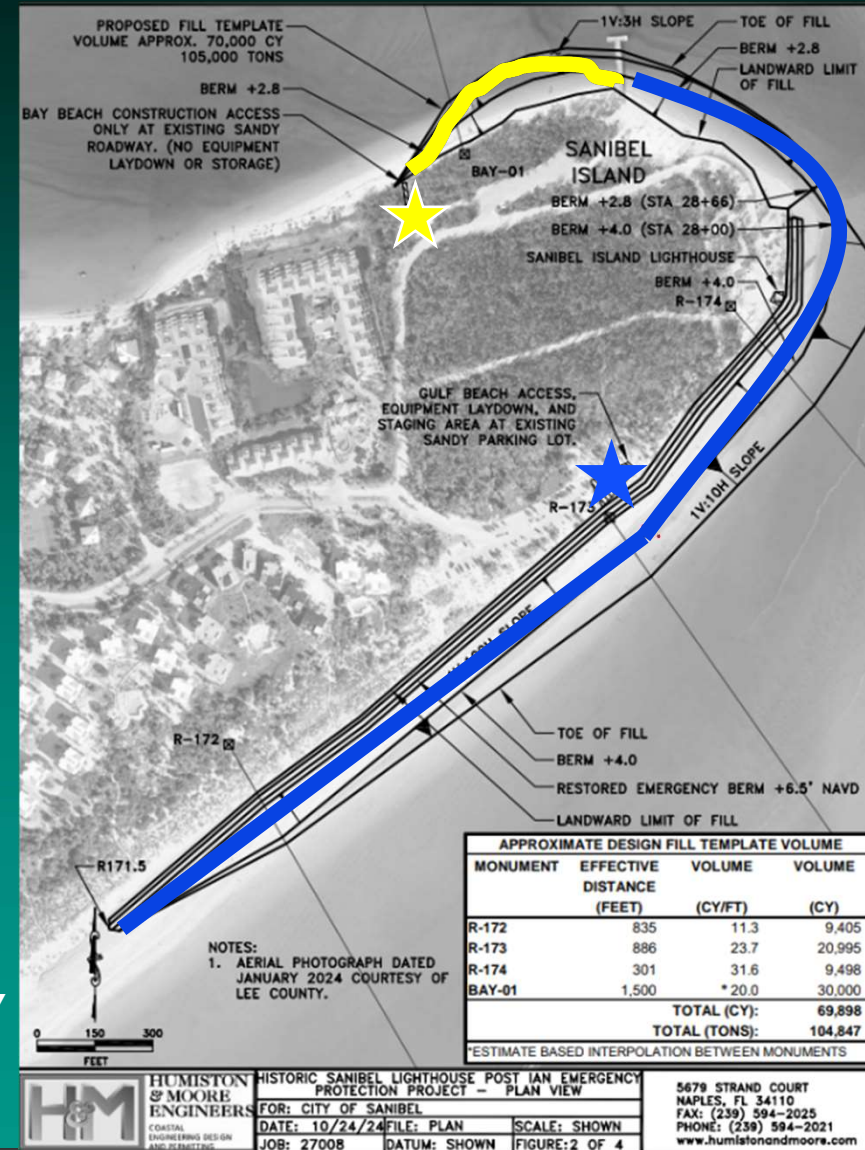 PROPOSED FILL TEMPLATE
VOLUME APPROX. 70,000 CY
105,000 TONS
BERM +2.8
BAY BEACH CONSTRUCTION ACCESS
ONLY AT EXISTING SANDY
ROADWAY. (NO EQUIPMENT
LAYDOWN OR STORAGE)
1V:3H SLOPE
TOE OF FILL
BERM +2.8
LANDWARD LIMIT
OF FILL
BAY-01
SANIBEL
ISLAND
BERM +2.8 (STA 28+66)
BERM +4.0 (STA 28+00)
SANIBEL ISLAND LIGHTHOUSE
BERM +4.0
R-174
GULF BEACH ACCESS,
EQUIPMENT LAYDOWN, AND
STAGING AREA AT EXISTING
SANDY PARKING LOT.
R-173
1V:10H SLOPE
SLOPE
R-172
TOE OF FILL
BERM +4.0
RESTORED EMERGENCY BERM +6.5' NAVD
LANDWARD LIMIT OF FILL
R171.5
NOTES:
1. AERIAL PHOTOGRAPH DATED
JANUARY 2024 COURTESY OF
LEE COUNTY.
0 150 300
FEET
APPROXIMATE DESIGN FILL TEMPLATE VOLUME
MONUMENT EFFECTIVE VOLUME VOLUME
DISTANCE
(FEET) (CY/FT) (CY)
R-172 835 11.3 9,405
R-173 886 23.7 20,995
R-174 301 31.6 9,498
BAY-01 1,500 *20.0 30,000
TOTAL (CY): 69,898
TOTAL (TONS): 104,847
*ESTIMATE BASED INTERPOLATION BETWEEN MONUMENTS
H&M
HUMISTON
& MOORE
ENGINEERS
COASTAL
ENGINEERING DESIGN
AND PERMITTING
HISTORIC SANIBEL LIGHTHOUSE POST IAN EMERGENCY
PROTECTION PROJECT - PLAN VIEW
FOR: CITY OF SANIBEL
DATE: 10/24/24 FILE: PLAN SCALE: SHOWN
JOB: 27008 DATUM: SHOWN FIGURE: 2 OF 4
5679 STRAND COURT
NAPLES, FL 34110
FAX: (239) 594-2025
PHONE: (239) 594-2021
www.humistonandmoore.com